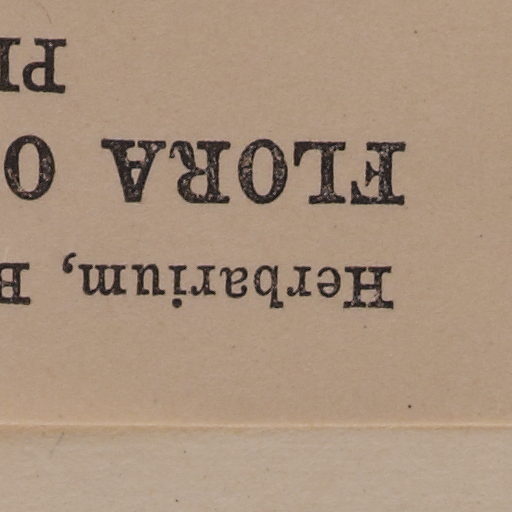 Herbarium, B
FLORA O
PI